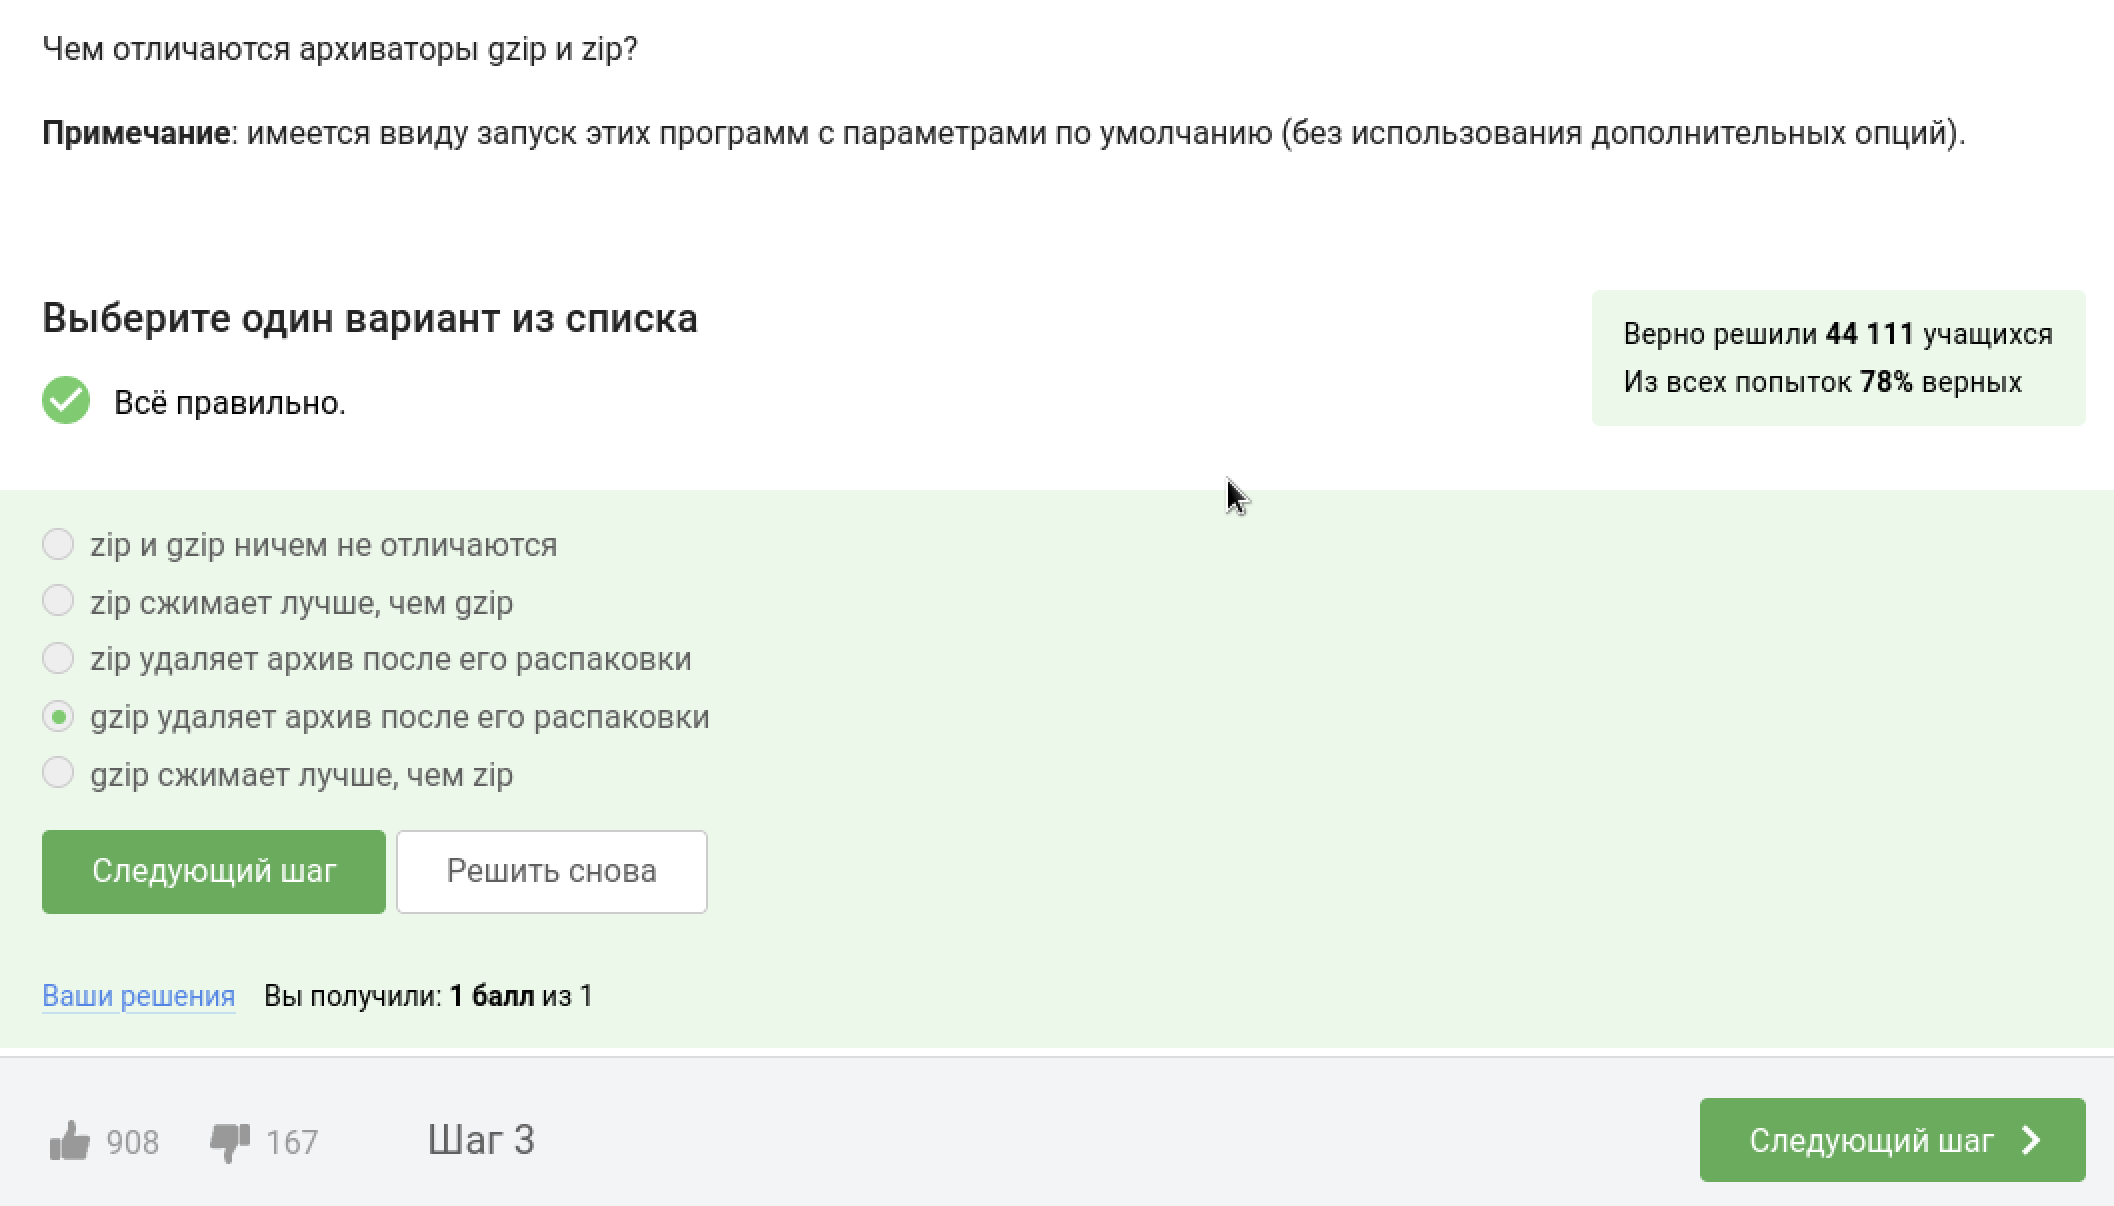 Чем отличаются архиваторы gzip и zip?
Примечание: имеется ввиду запуск этих программ с параметрами по умолчанию (без использования дополнительных опций).
Выберите один вариант из списка
Верно решили 44 111 учащихся
Из всех попыток 78% верных
Всё правильно.
zip и gzip ничем не отличаются
zip сжимает лучше, чем gzip
zip удаляет архив после его распаковки
gzip удаляет архив после его распаковки
gzip сжимает лучше, чем zip
Следующий шаг
Решить снова
Ваши решения Вы получили: 1 балл из 1
908 167 Шаг 3 Следующий шаг